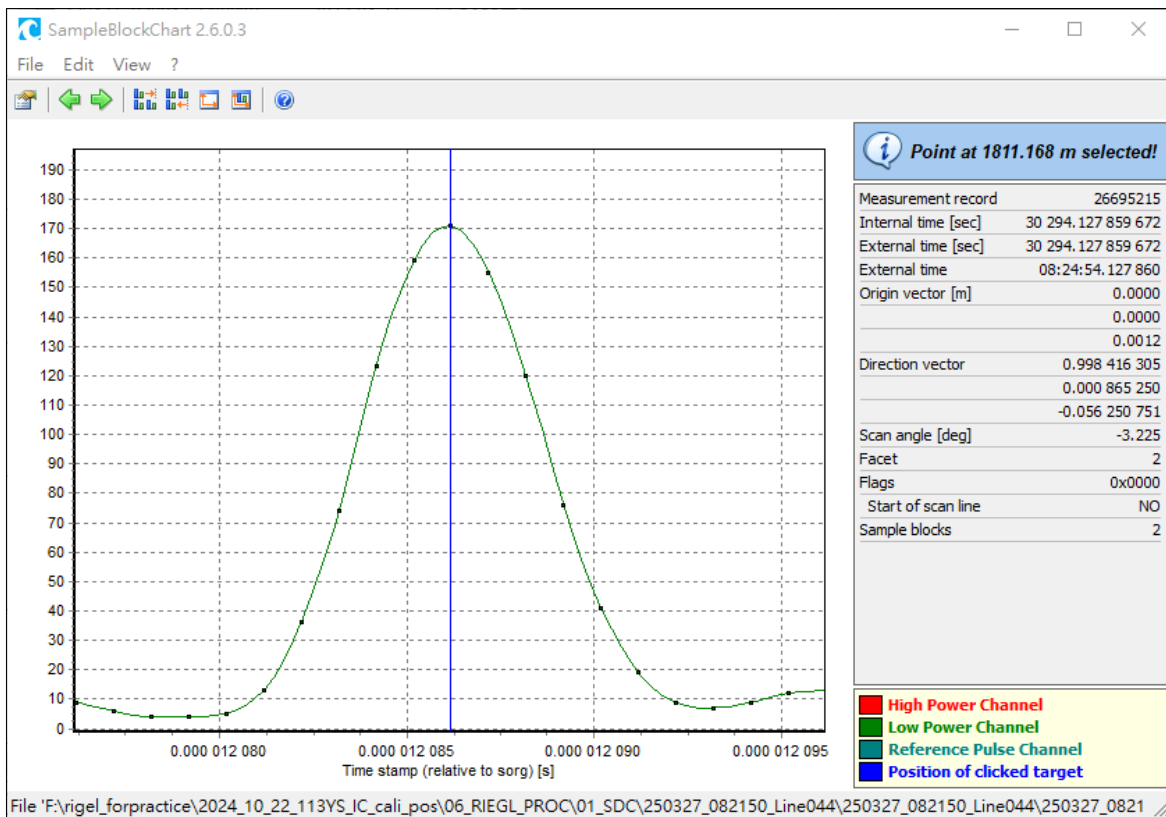 SampleBlockChart 2.6.0.3
File Edit View ?
Point at 1811.168 m selected!
190
180
170
160
150
140
130
120
110
100
90
80
70
60
50
40
30
20
10
0
0.000 012 880 0.000 012 885 0.000 012 090 0.000 012 095
Time stamp (relative to sorg) [s]
Measurement record 26695215
Internal time [sec] 30 294.127 859 672
External time [sec] 30 294.127 859 672
External time 08:24:54.127 860
Origin vector [m] 0.0000
0.0000
0.0012
Direction vector 0.998 416 305
0.000 865 250
-0.056 250 751
Scan angle [deg] -3.225
Facet 2
Flags 0x0000
Start of scan line NO
Sample blocks 2
High Power Channel
Low Power Channel
Reference Pulse Channel
Position of clicked target
File 'F:\rigel_forpractice\2024_10_22_113YS_IC_cali_pos\06_RIEGL_PROC\01_SDC\250327_082150_Line044\250327_082150_Line044\250327_0821